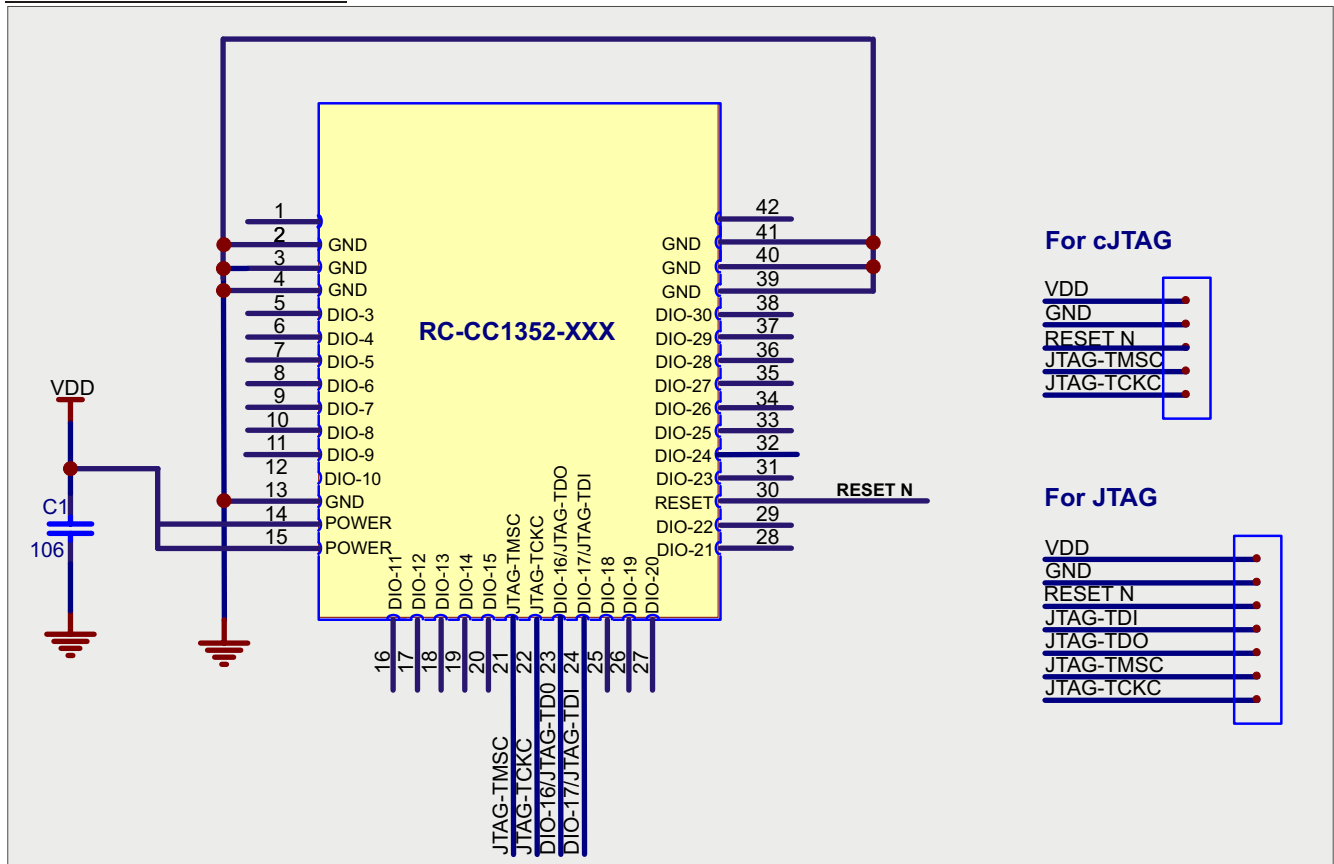 RC-CC1352-XXX
1
2 GND
3 GND
4 GND
5 DIO-3
6 DIO-4
7 DIO-5
8 DIO-6
9 DIO-7
10 DIO-8
11 DIO-9
12 DIO-10
13 GND
14 POWER
15 POWER
VDD
C1
106
42
GND 41
GND 40
GND 39
DIO-30 38
DIO-29 37
DIO-28 36
DIO-27 35
DIO-26 34
DIO-25 33
DIO-24 32
DIO-23 31
RESET 30 RESET N
DIO-22 29
DIO-21 28
DIO-11 16
DIO-12 17
DIO-13 18
DIO-14 19
DIO-15 20
JTAG-TMSC 21 JTAG-TMSC
JTAG-TCKC 22 JTAG-TCKC
DIO-16/JTAG-TDO 23 DIO-16/JTAG-TD0
DIO-17/JTAG-TDI 24 DIO-17/JTAG-TDI
DIO-18 25
DIO-19 26
DIO-20 27
For cJTAG
VDD
GND
RESET N
JTAG-TMSC
JTAG-TCKC
For JTAG
VDD
GND
RESET N
JTAG-TDI
JTAG-TDO
JTAG-TMSC
JTAG-TCKC